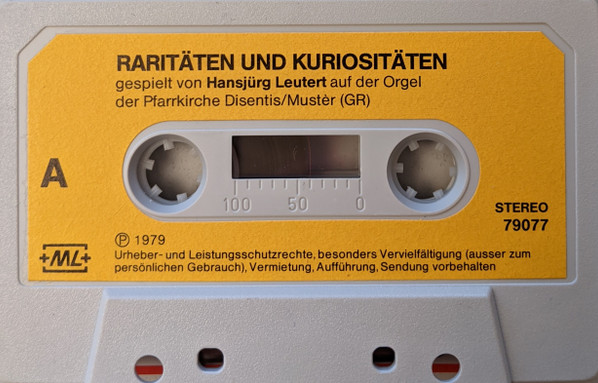 RARITÄTEN UND KURIOSITÄTEN
gespielt von Hansjürg Leutert auf der Orgel
der Pfarrkirche Disentis/Mustèr (GR)
A
100 50 0
STEREO
79077
+ML+
Ⓟ 1979
Urheber- und Leistungsschutzrechte, besonders Vervielfältigung (ausser zum
persönlichen Gebrauch), Vermietung, Aufführung, Sendung vorbehalten